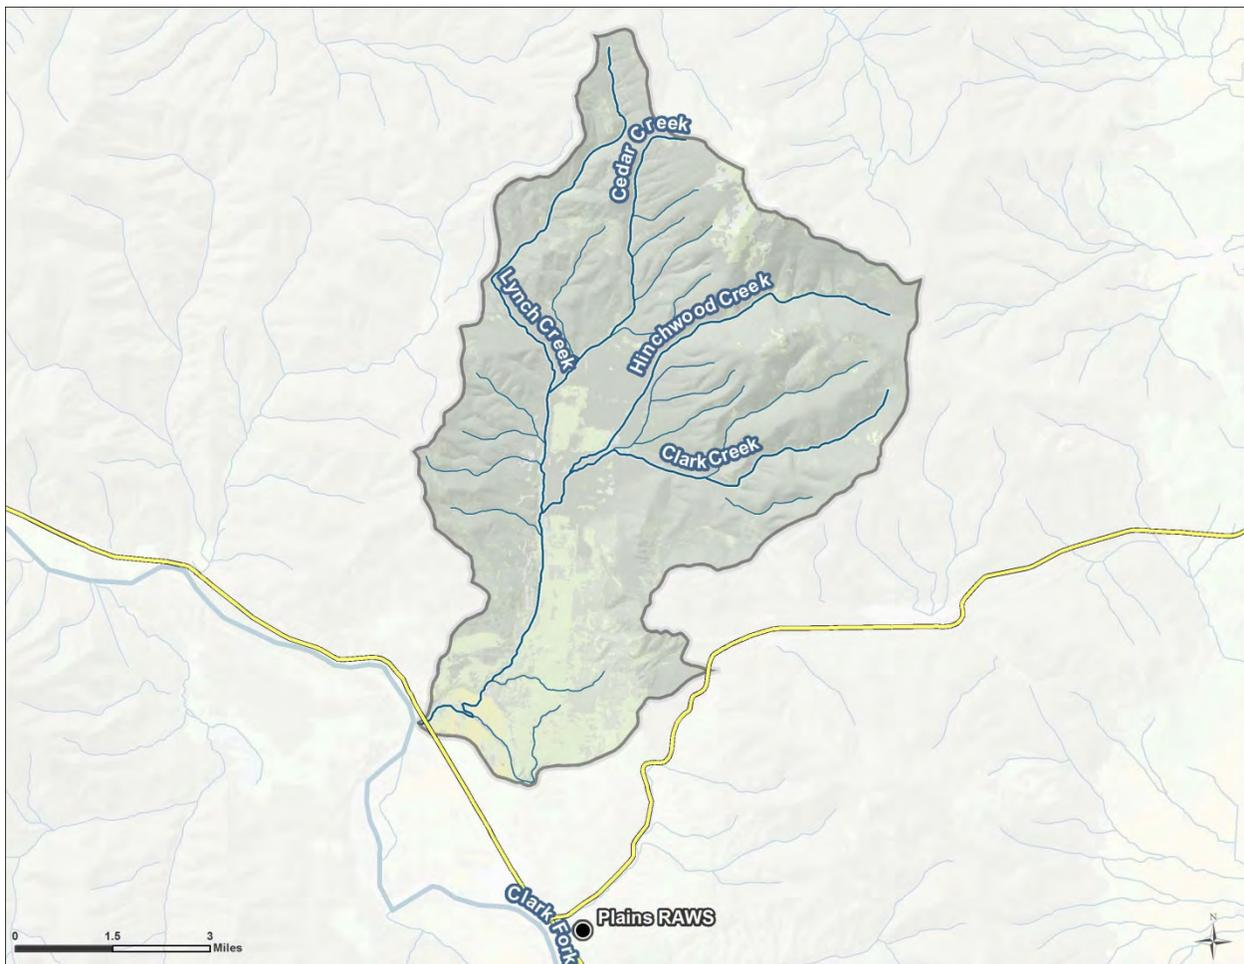 Cedar Creek
Lynch Creek
Hinchwood Creek
Clark Creek
Clark Fork
Plains RAWS
0 1.5 3
Miles
N